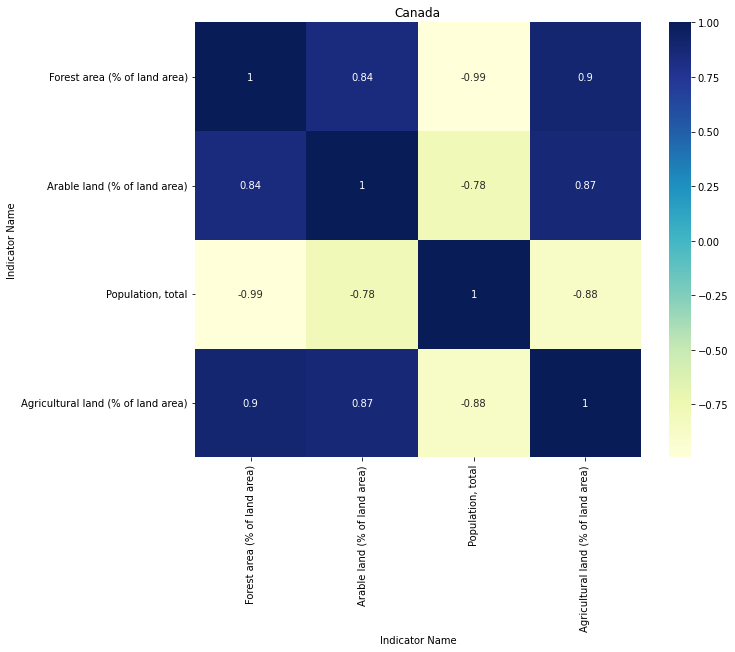 Canada
Forest area (% of land area)
1
0.84
-0.99
0.9
Arable land (% of land area)
0.84
1
-0.78
0.87
Population, total
-0.99
-0.78
1
-0.88
Agricultural land (% of land area)
0.9
0.87
-0.88
1
Indicator Name
Forest area (% of land area)
Arable land (% of land area)
Population, total
Agricultural land (% of land area)
Indicator Name
1.00
0.75
0.50
0.25
0.00
−0.25
−0.50
−0.75